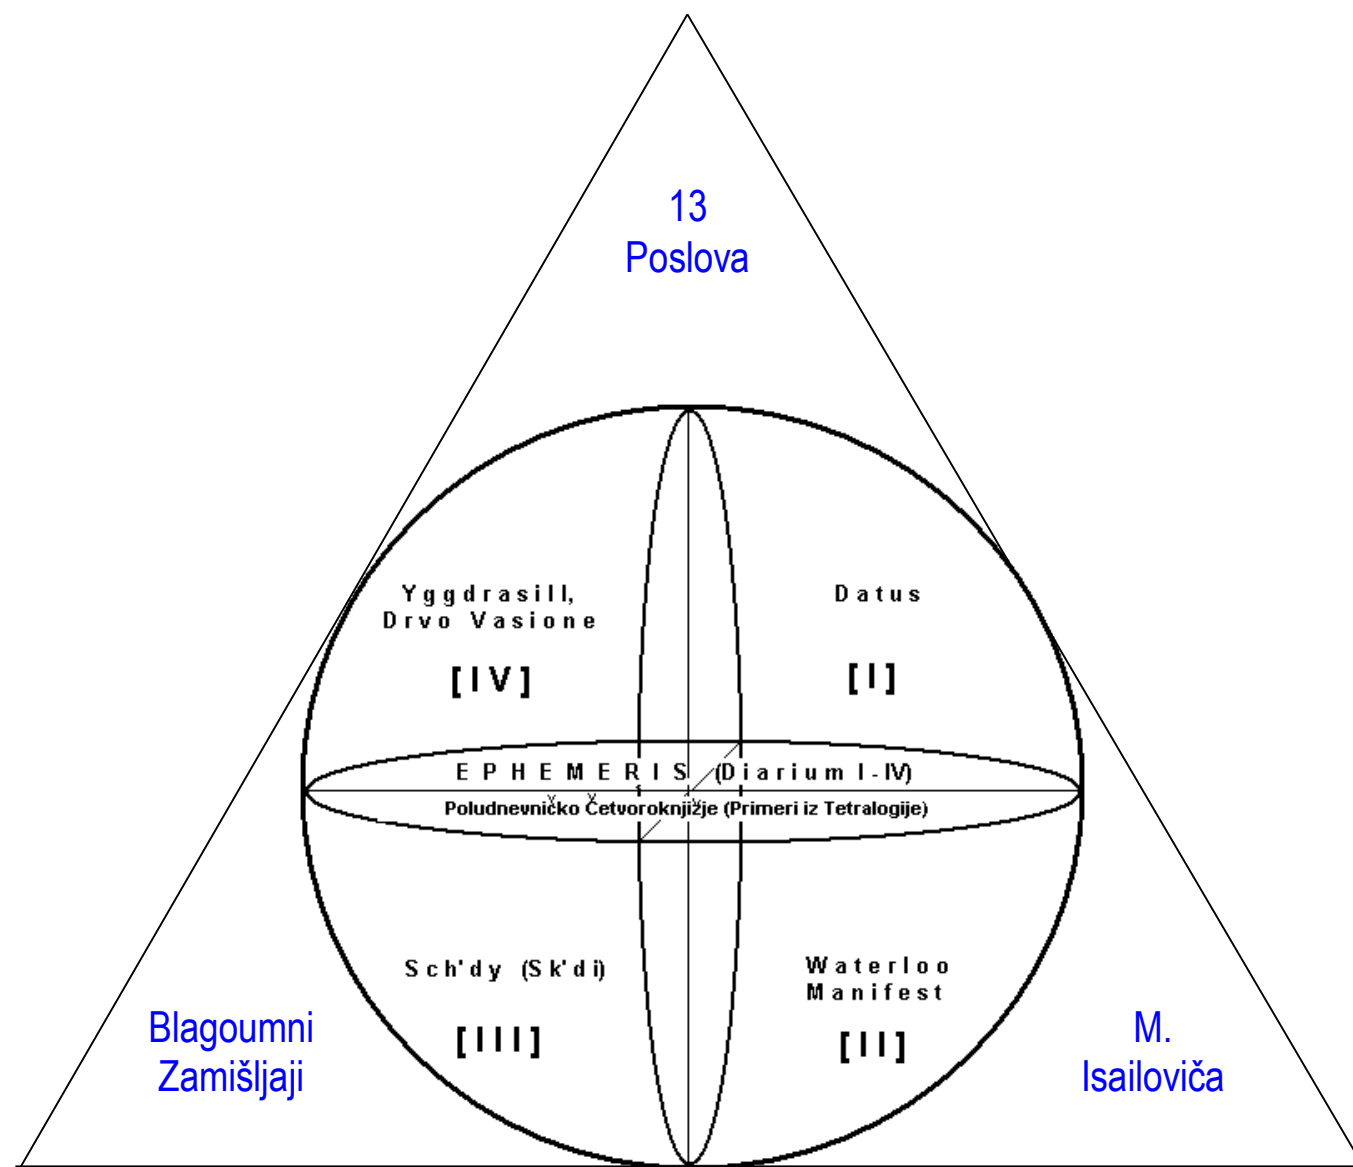 13
Poslova
Yggdrasill,
Drvo Vasione
[IV]
Datus
[I]
EPHEMERIS (Diarium I-IV)
Poludnevničko Četvoroknjižje (Primeri iz Tetralogije)
Sch'dy (Sk'di)
[III]
Waterloo
Manifest
[II]
Blagoumni
Zamišljaji
M.
Isailoviča